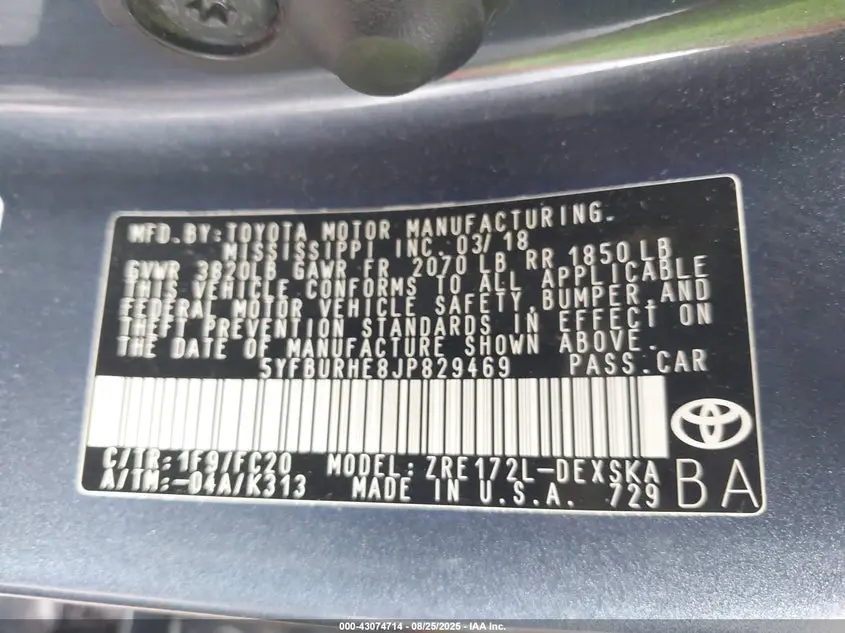 MFD.BY:TOYOTA MOTOR MANUFACTURING.
MISSISSIPPI INC. 03/18
GVWR 3820LB GAWR FR 2070 LB RR 1850 LB
THIS VEHICLE CONFORMS TO ALL APPLICABLE
FEDERAL MOTOR VEHICLE SAFETY,BUMPER,AND
THEFT PREVENTION STANDARDS IN EFFECT ON
THE DATE OF MANUFACTURE SHOWN ABOVE.
5YFBURHE8JP829469 PASS.CAR
C/TR:1F9/FC20 MODEL:ZRE172L-DEXSKA
A/TM:-04A/K313 MADE IN U.S.A. 729 BA
000-43074714 - 08/25/2025 - IAA Inc.